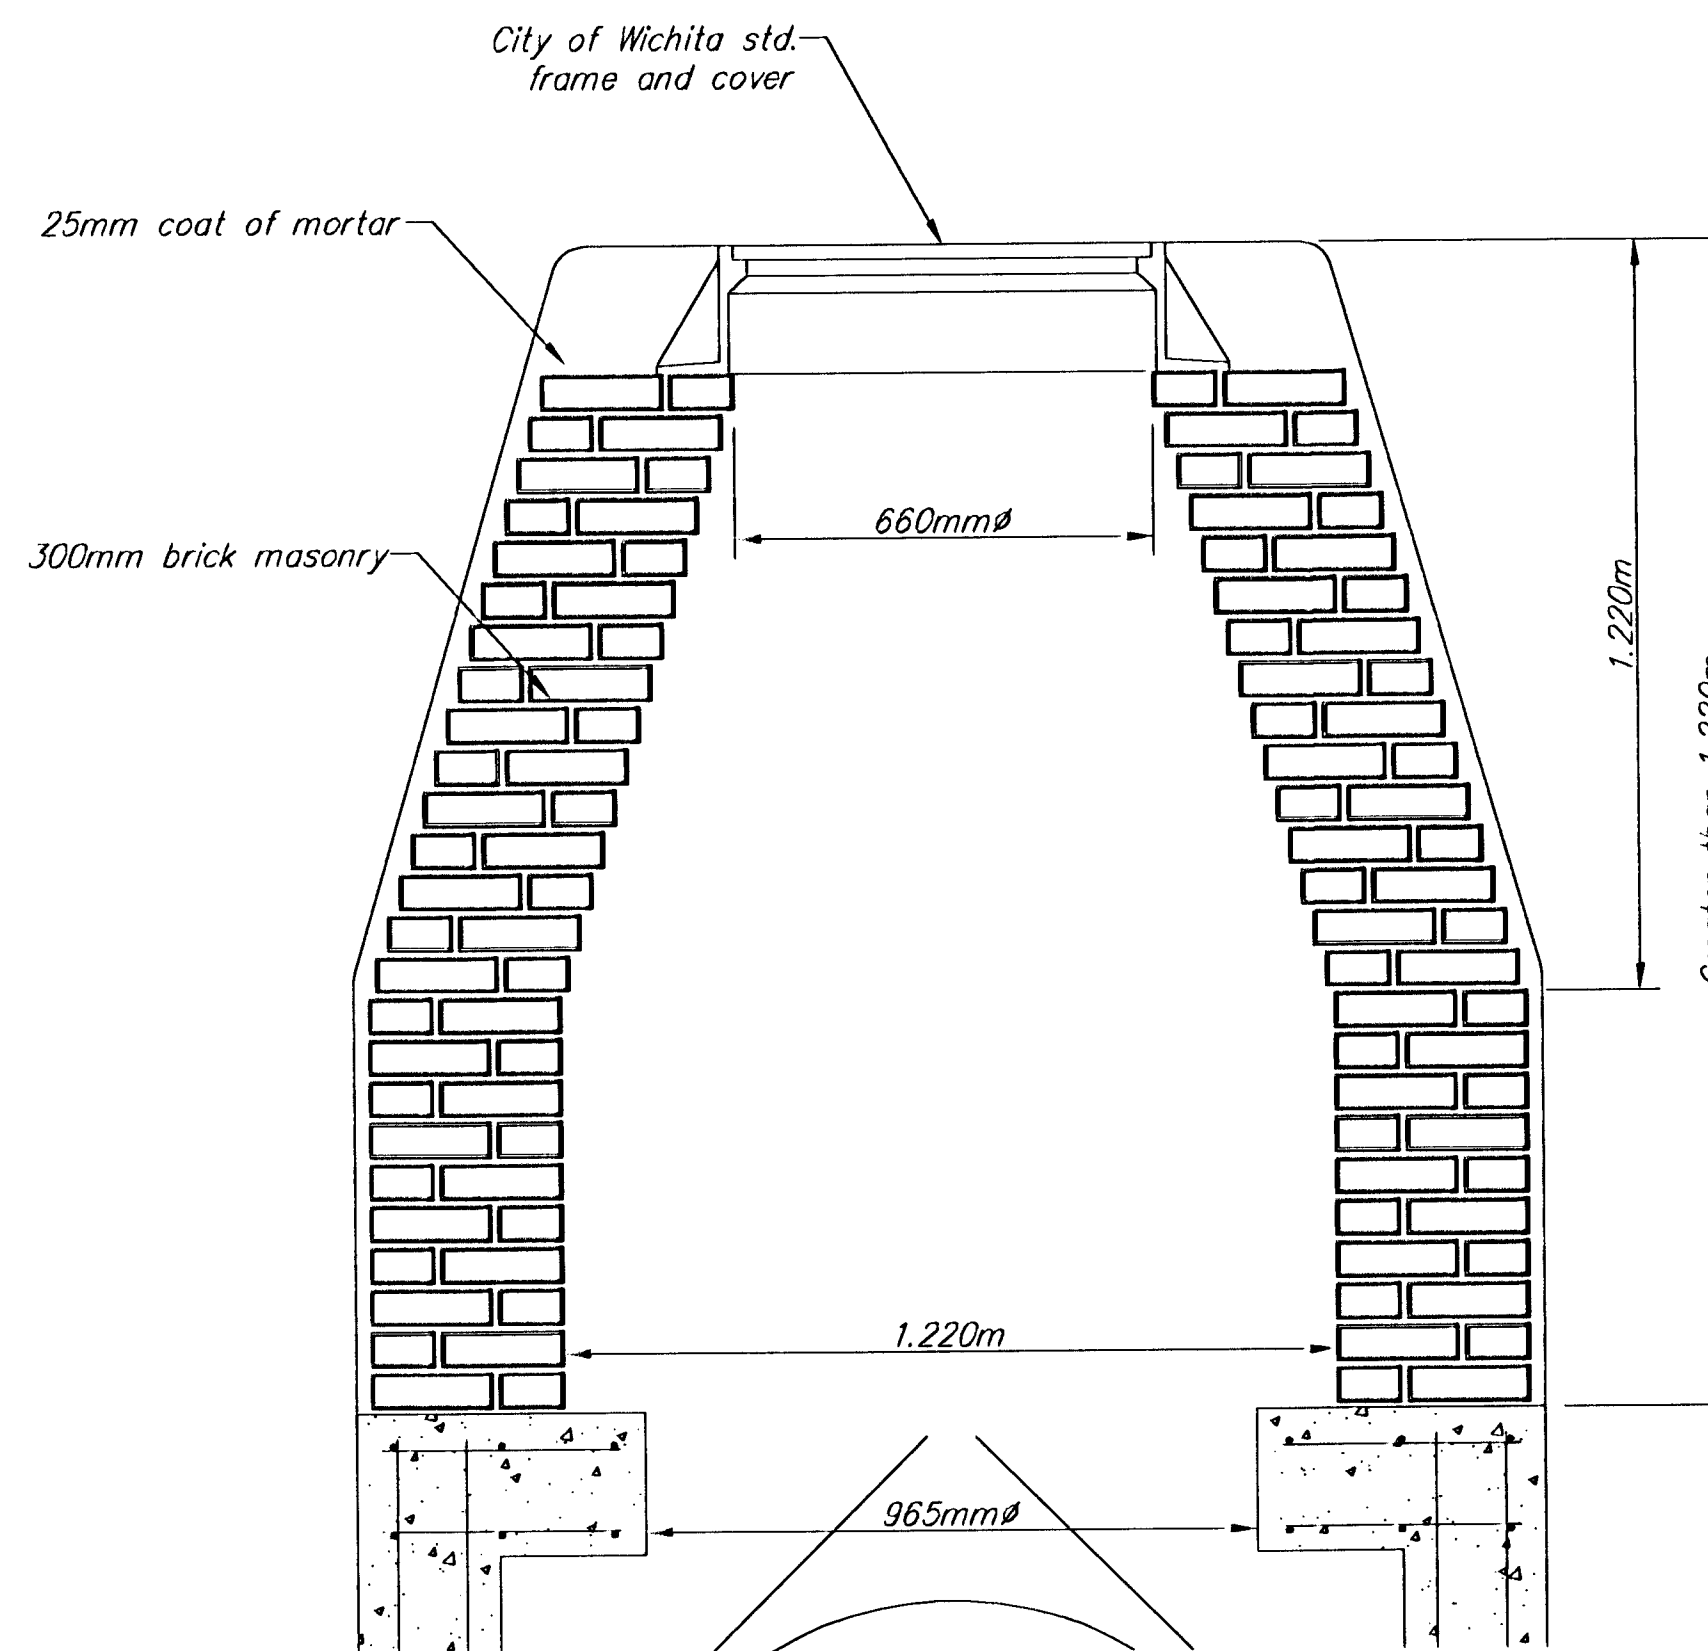 City of Wichita std.
frame and cover
25mm coat of mortar
300mm brick masonry
660mmø
1.220m
1.220m
965mmø